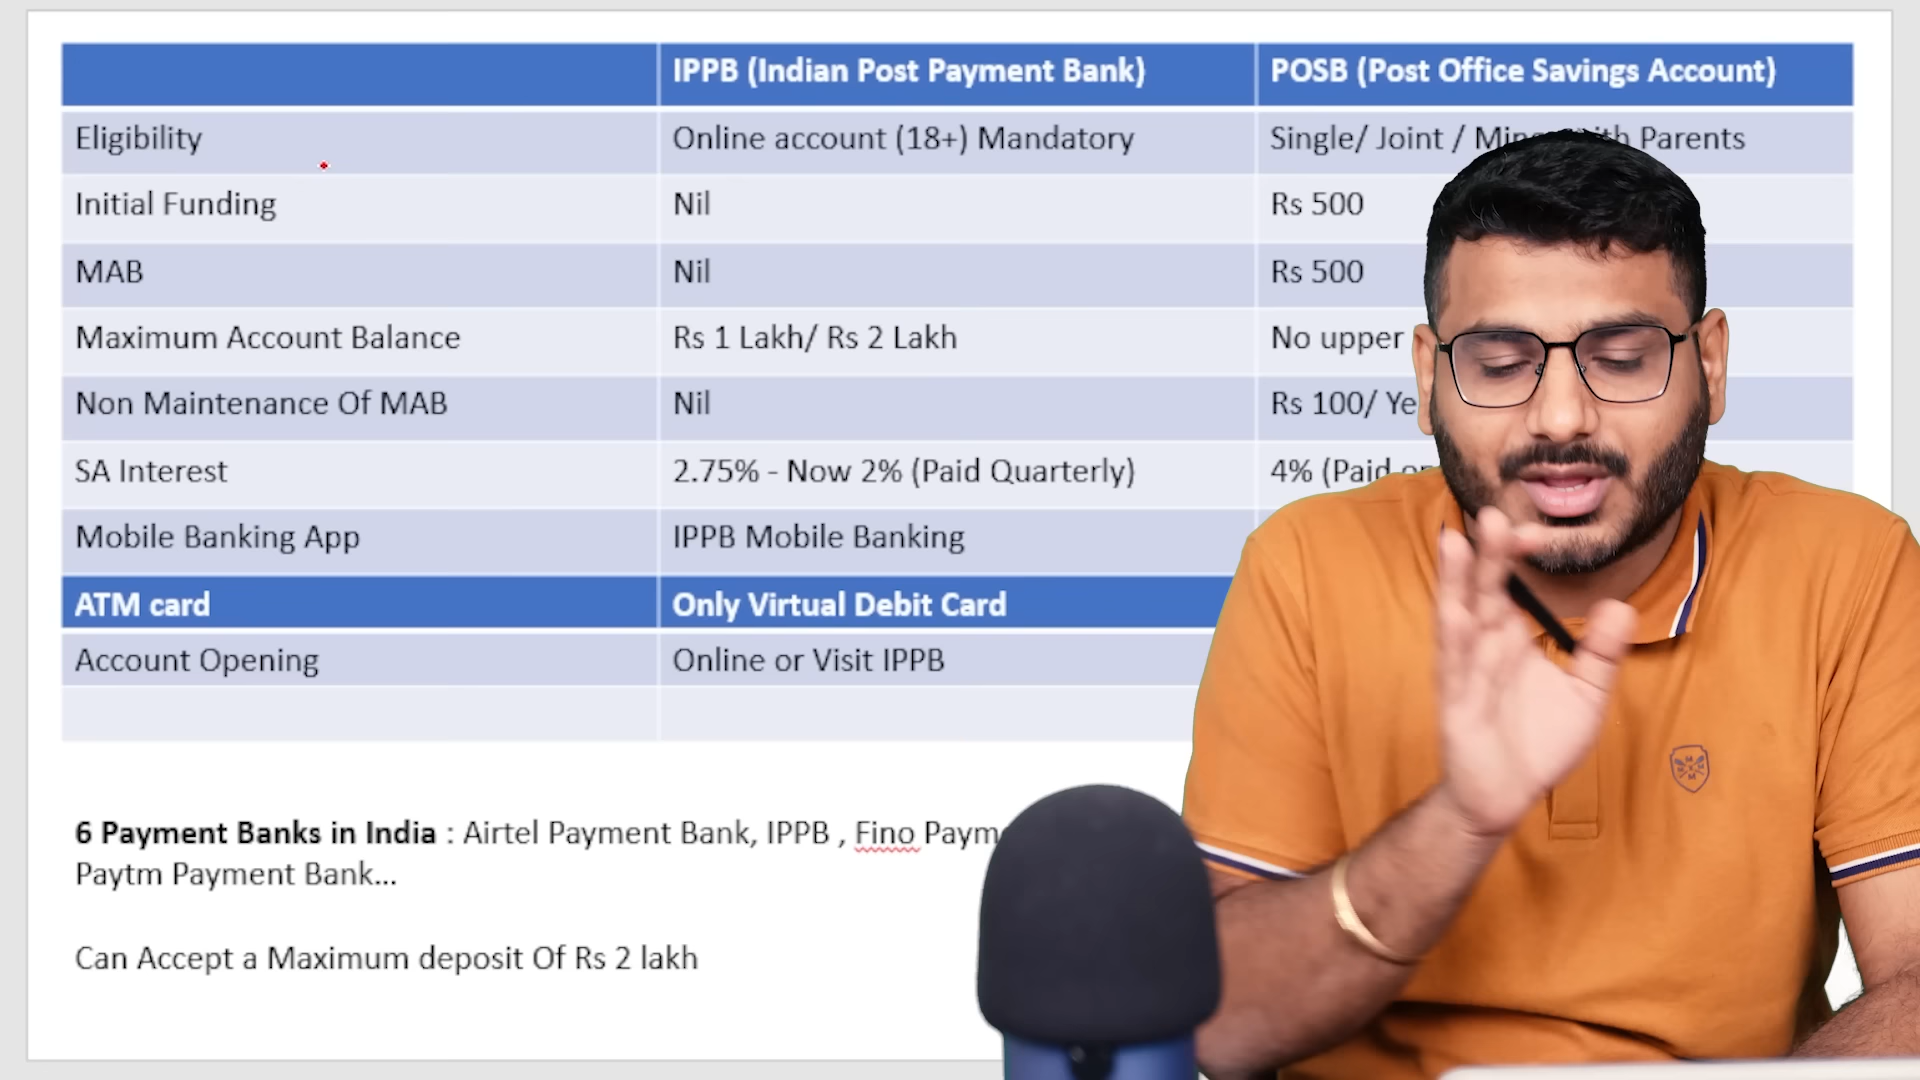 IPPB (Indian Post Payment Bank) POSB (Post Office Savings Account)
Eligibility Online account (18+) Mandatory Single/ Joint / Parents
Initial Funding Nil Rs 500
MAB Nil Rs 500
Maximum Account Balance Rs 1 Lakh/ Rs 2 Lakh No upper
Non Maintenance Of MAB Nil Rs 100/
SA Interest 2.75% - Now 2% (Paid Quarterly) 4% (Paid
Mobile Banking App IPPB Mobile Banking
ATM card Only Virtual Debit Card
Account Opening Online or Visit IPPB
6 Payment Banks in India : Airtel Payment Bank, IPPB , Fino
Paytm Payment Bank...
Can Accept a Maximum deposit Of Rs 2 lakh